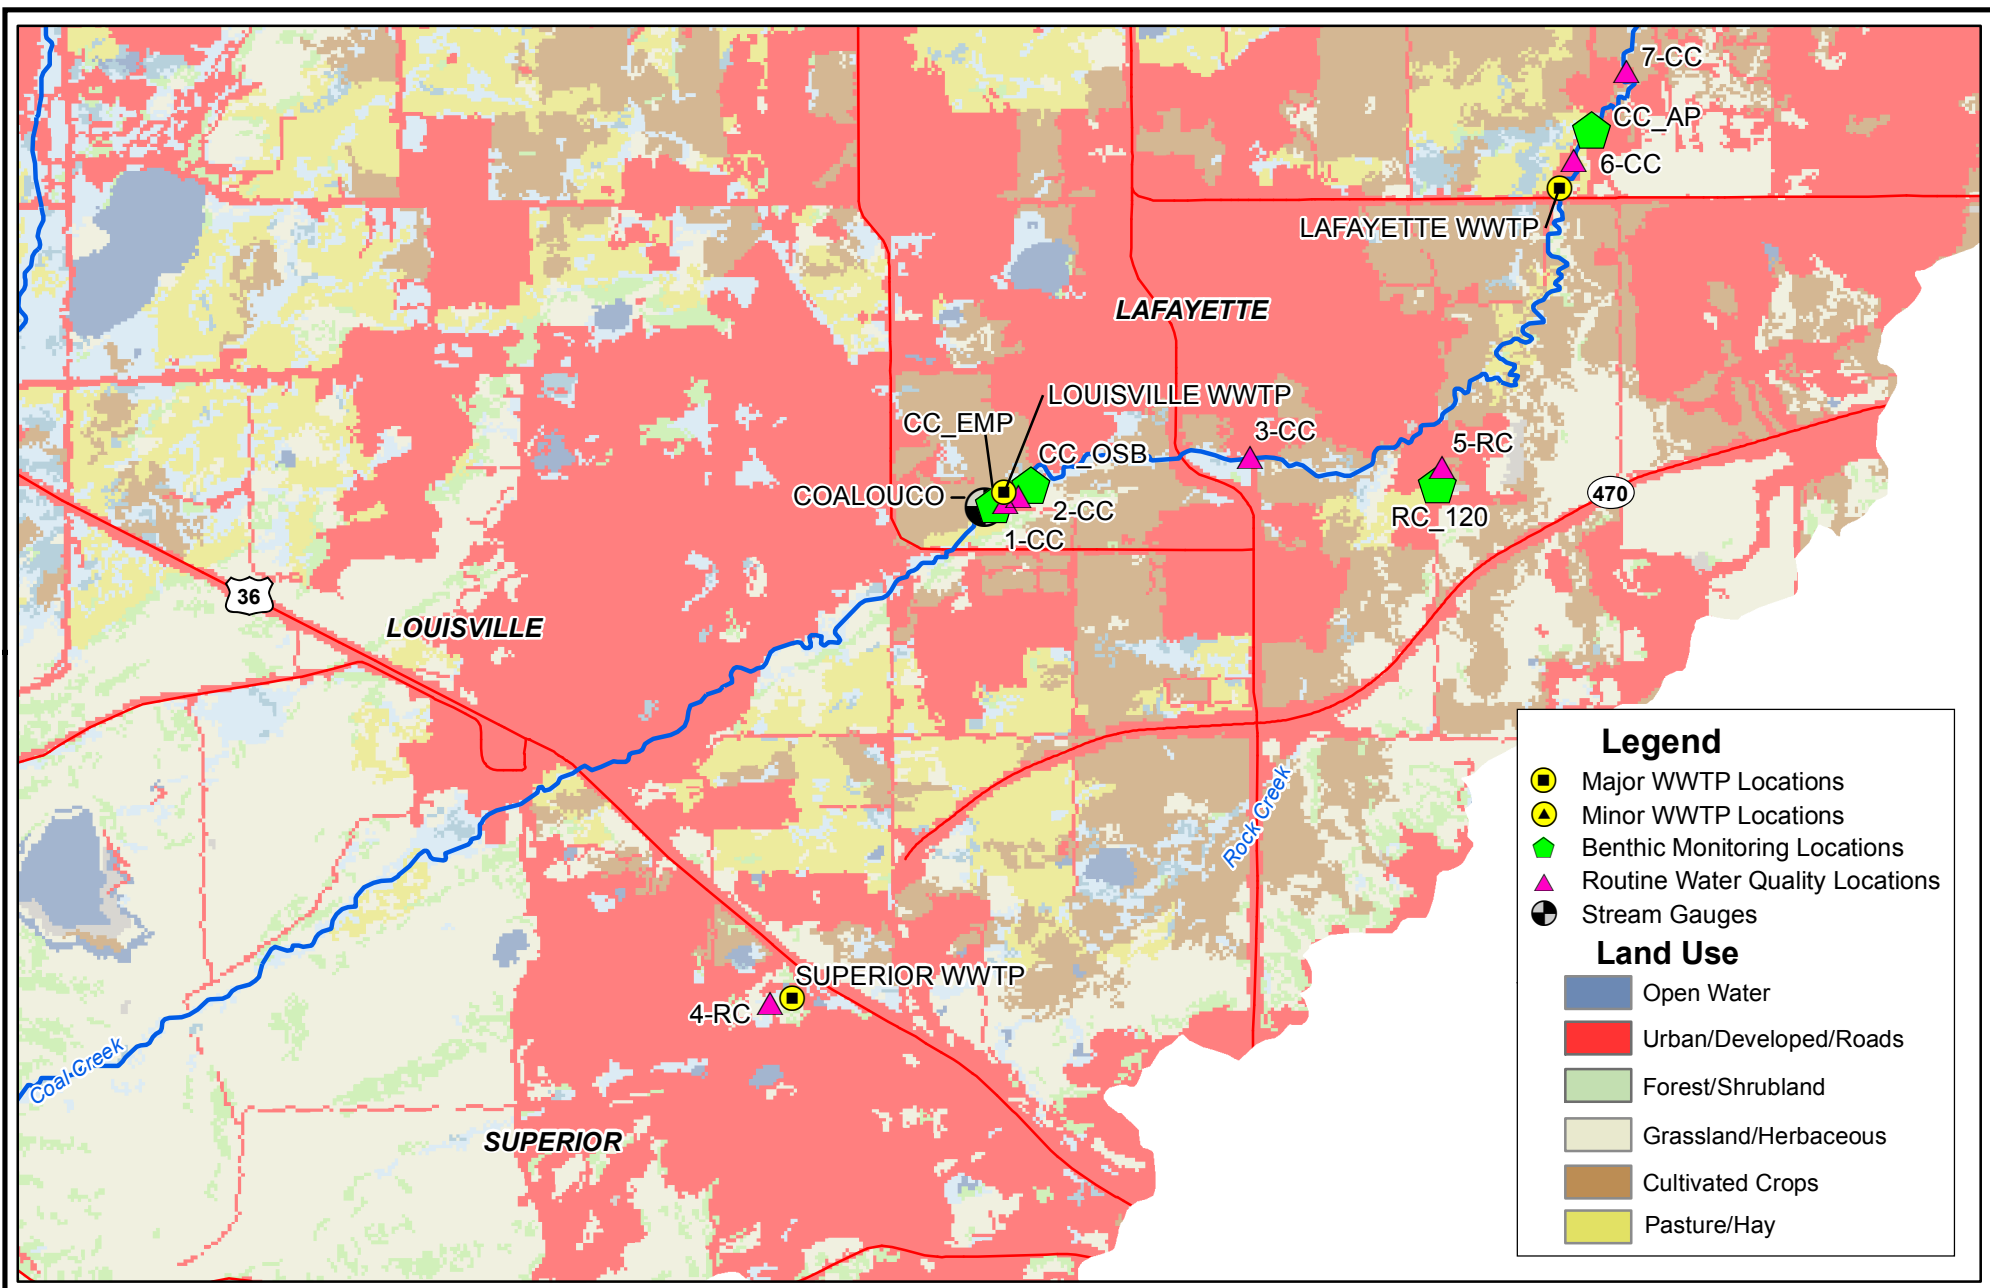 7-CC
CC_AP
6-CC
LAFAYETTE WWTP
LAFAYETTE
LOUISVILLE WWTP
CC_EMP
CC_OSB
3-CC
5-RC
COALOUCO
2-CC
RC_120
470
1-CC
36
LOUISVILLE
Rock Creek
SUPERIOR WWTP
4-RC
Coal Creek
SUPERIOR
Legend
Major WWTP Locations
Minor WWTP Locations
Benthic Monitoring Locations
Routine Water Quality Locations
Stream Gauges
Land Use
Open Water
Urban/Developed/Roads
Forest/Shrubland
Grassland/Herbaceous
Cultivated Crops
Pasture/Hay